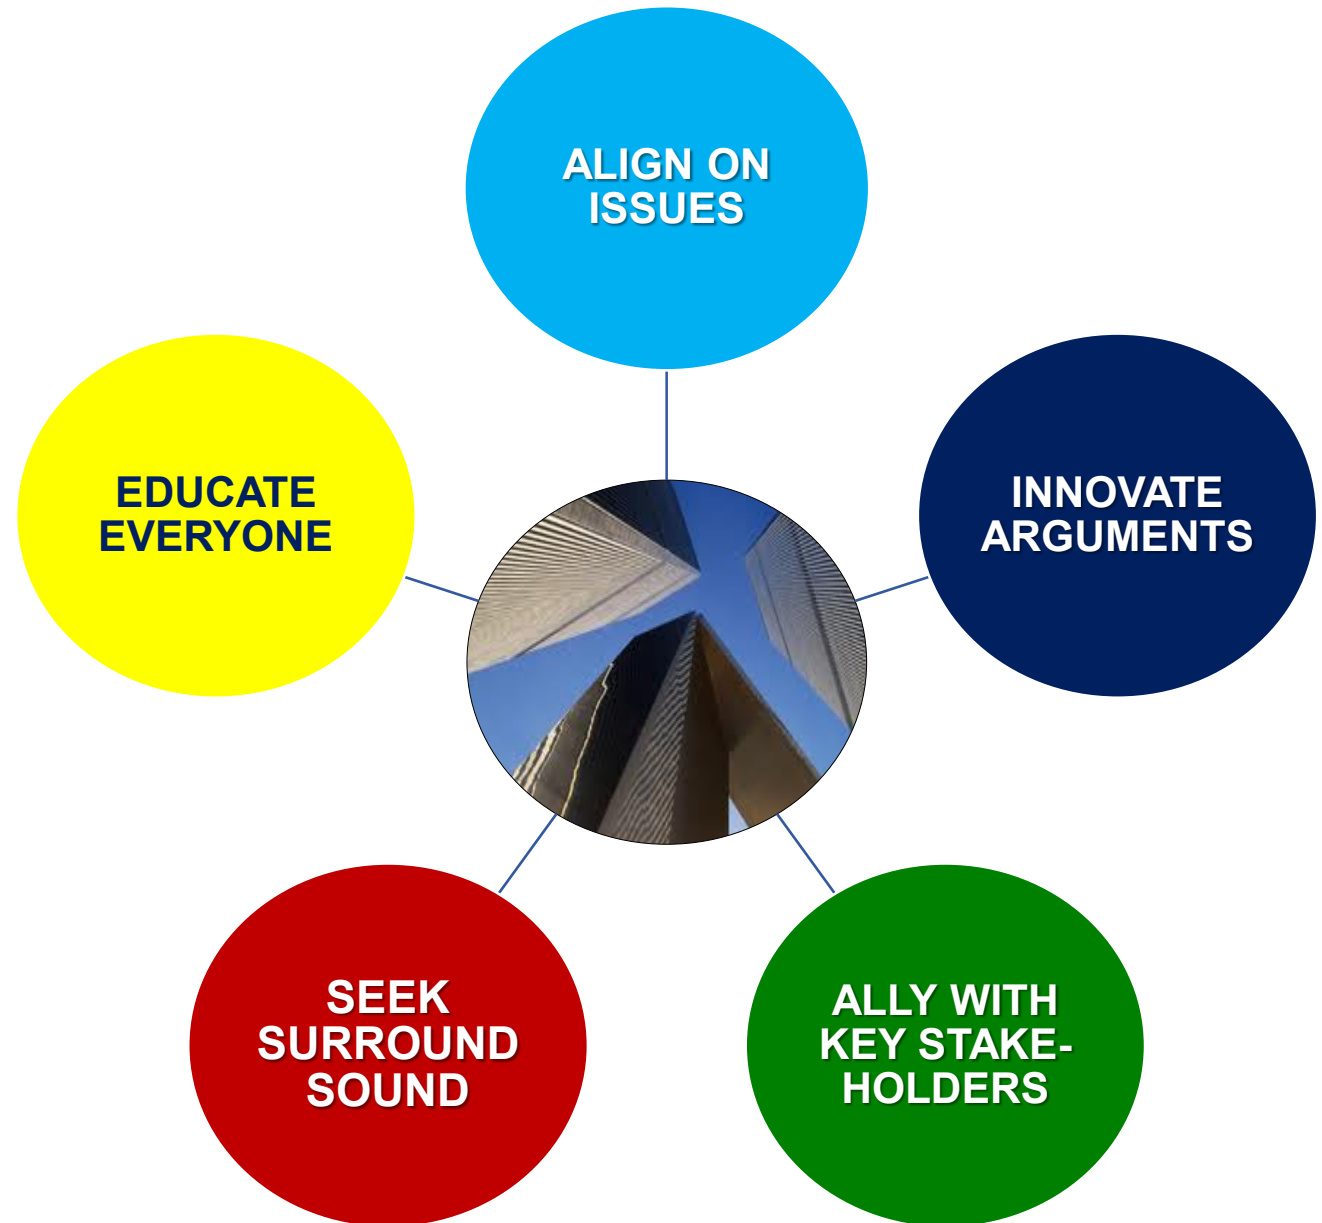 ALIGN ON
ISSUES
INNOVATE
ARGUMENTS
ALLY WITH
KEY STAKE-
HOLDERS
SEEK
SURROUND
SOUND
EDUCATE
EVERYONE